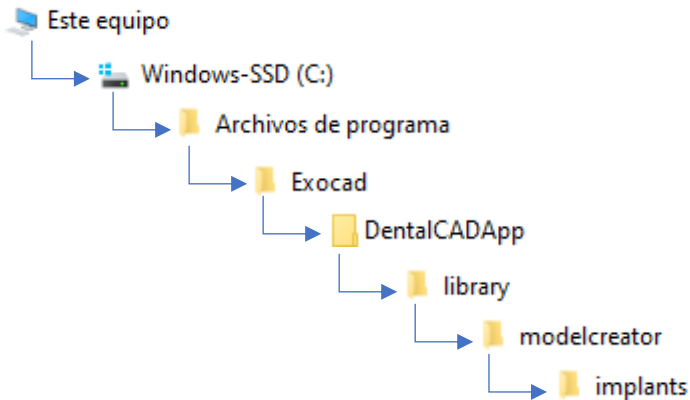 Este equipo
Windows-SSD (C:)
Archivos de programa
Exocad
DentalCADApp
library
modelcreator
implants